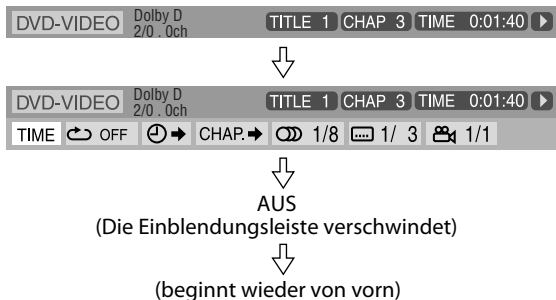 DVD-VIDEO Dolby D 2/0 . 0ch TITLE 1 CHAP 3 TIME 0:01:40
DVD-VIDEO Dolby D 2/0 . 0ch TITLE 1 CHAP 3 TIME 0:01:40
TIME OFF CHAP. 1/8 1/ 3 1/1
AUS
(Die Einblendungsleiste verschwindet)
(beginnt wieder von vorn)